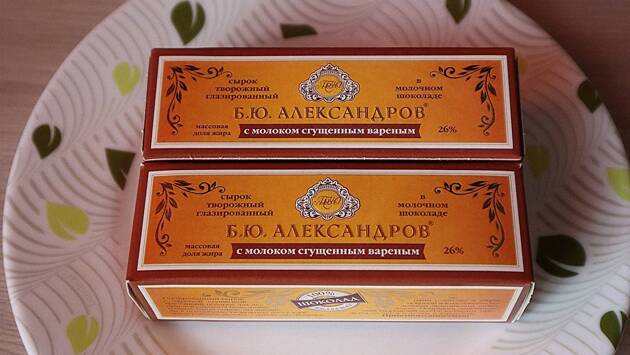 сырок
творожный
глазированный
в
молочном
шоколаде
Б.Ю. АЛЕКСАНДРОВ®
массовая
доля жира
с молоком сгущенным вареным
26%
сырок
творожный
глазированный
в
молочном
шоколаде
Б.Ю. АЛЕКСАНДРОВ®
массовая
доля жира
с молоком сгущенным вареным
26%
100%
ШОКОЛАД